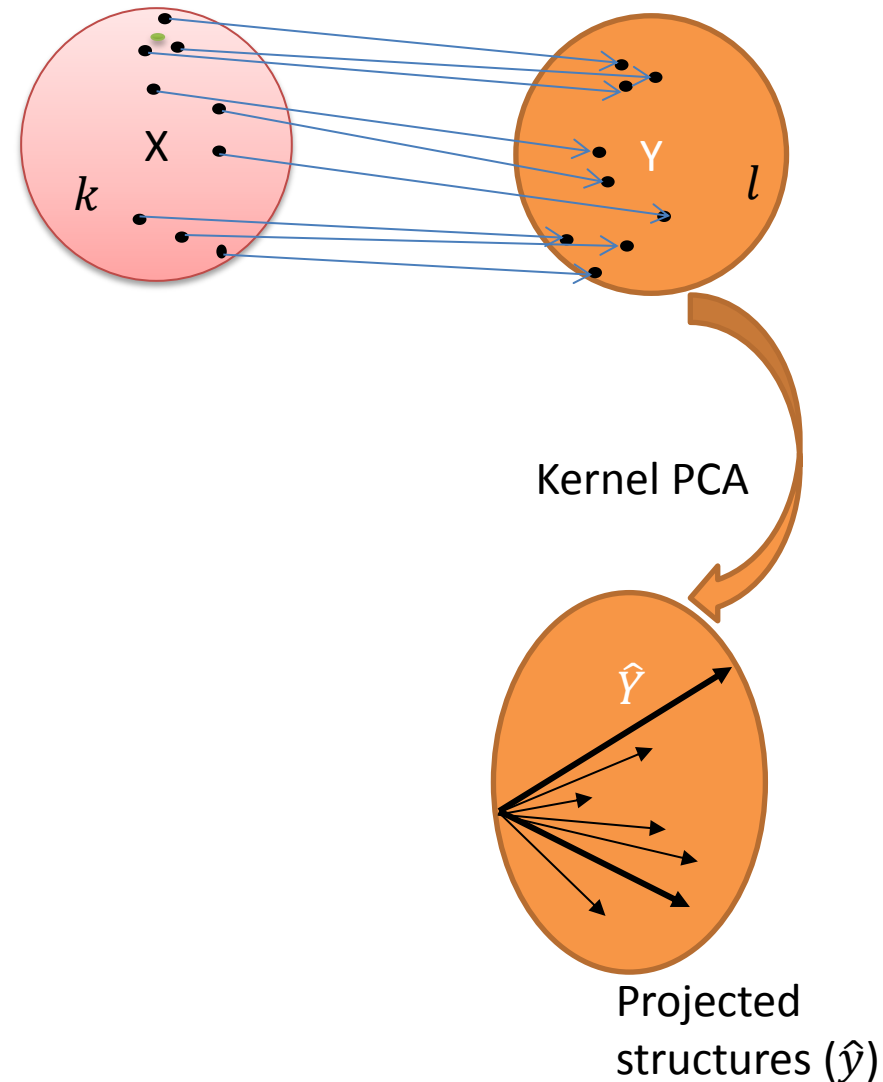 X
Y
k
l
Kernel PCA
Ŷ
Projected
structures (ŷ)